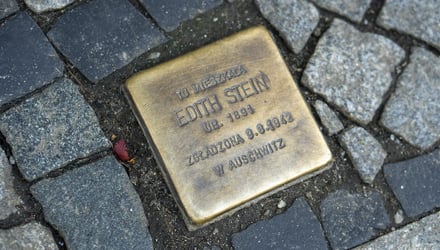 TU MIESZKAŁA
EDITH STEIN
UR. 1891
ZGŁADZONA 9.8.1942
W AUSCHWITZ